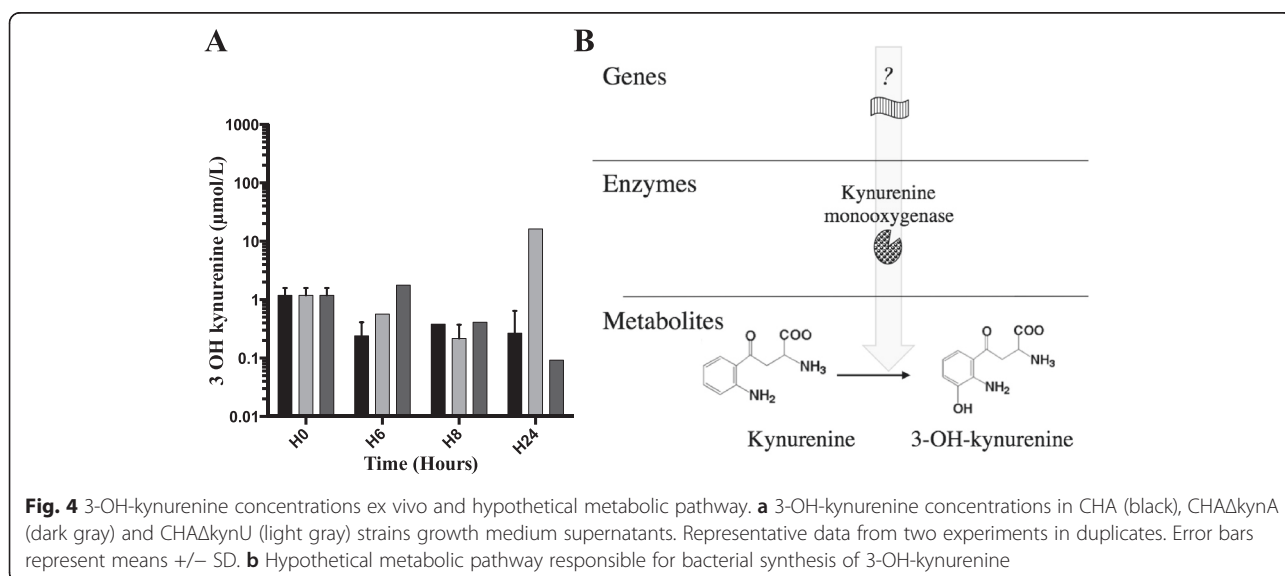 A
3 OH kynurenine (µmol/L)
1000
100
10
1
0.1
0.01
H0
H6
H8
H24
Time (Hours)
B
Genes
?
Enzymes
Kynurenine
monooxygenase
Metabolites
O
COO
NH₃
NH₂
Kynurenine
O
COO
NH₃
NH₂
OH
3-OH-kynurenine
Fig. 4 3-OH-kynurenine concentrations ex vivo and hypothetical metabolic pathway. a 3-OH-kynurenine concentrations in CHA (black), CHAΔkynA
(dark gray) and CHAΔkynU (light gray) strains growth medium supernatants. Representative data from two experiments in duplicates. Error bars
represent means +/− SD. b Hypothetical metabolic pathway responsible for bacterial synthesis of 3-OH-kynurenine